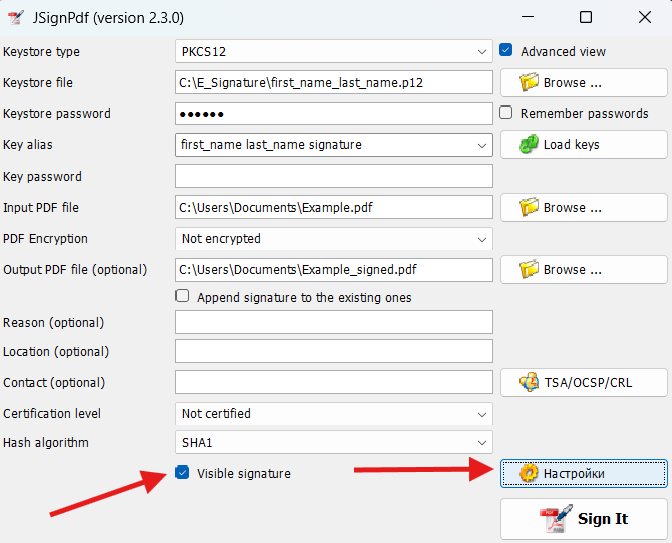 JSignPdf (version 2.3.0)
Keystore type PKCS12 Advanced view
Keystore file C:\E_Signature\first_name_last_name.p12 Browse ...
Keystore password ●●●●●● Remember passwords
Key alias first_name last_name signature Load keys
Key password
Input PDF file C:\Users\Documents\Example.pdf Browse ...
PDF Encryption Not encrypted
Output PDF file (optional) C:\Users\Documents\Example_signed.pdf Browse ...
Append signature to the existing ones
Reason (optional)
Location (optional)
Contact (optional) TSA/OCSP/CRL
Certification level Not certified
Hash algorithm SHA1
Visible signature Настройки
Sign It